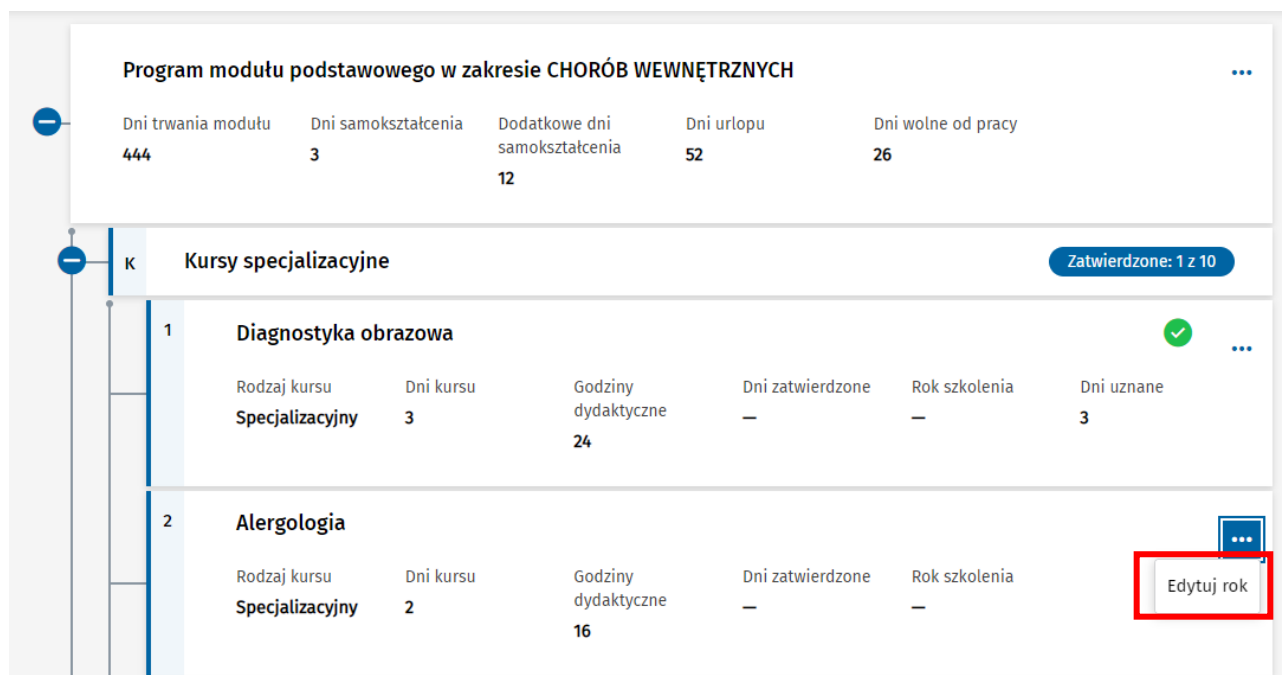 Program modułu podstawowego w zakresie CHORÓB WEWNĘTRZNYCH
Dni trwania modułu Dni samokształcenia Dodatkowe dni Dni urlopu Dni wolne od pracy
samokształcenia
444 3 52 26
12
K Kursy specjalizacyjne Zatwierdzone: 1 z 10
1 Diagnostyka obrazowa
Rodzaj kursu Dni kursu Godziny Dni zatwierdzone Rok szkolenia Dni uznane
dydaktyczne
Specjalizacyjny 3 — — 3
24
2 Alergologia
Rodzaj kursu Dni kursu Godziny Dni zatwierdzone Rok szkolenia
Edytuj rok
dydaktyczne
Specjalizacyjny 2 — —
16